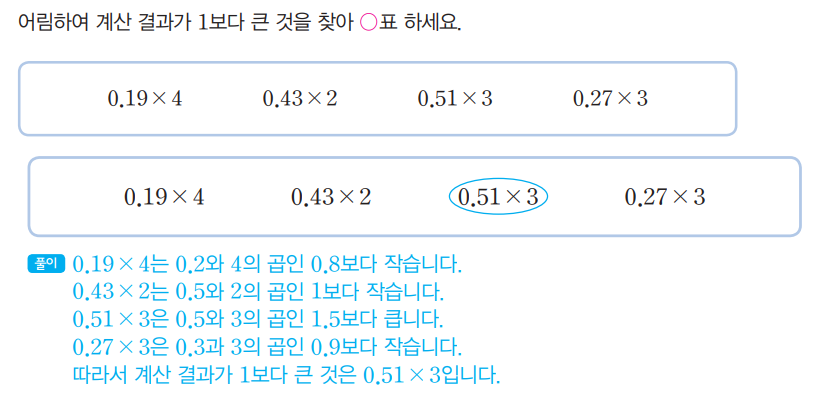 어림하여 계산 결과가 1보다 큰 것을 찾아 ○표 하세요.
0.19×4 0.43×2 0.51×3 0.27×3
0.19×4 0.43×2 0.51×3 0.27×3
풀이 0.19×4는 0.2와 4의 곱인 0.8보다 작습니다.
0.43×2는 0.5와 2의 곱인 1보다 작습니다.
0.51×3은 0.5와 3의 곱인 1.5보다 큽니다.
0.27×3은 0.3과 3의 곱인 0.9보다 작습니다.
따라서 계산 결과가 1보다 큰 것은 0.51×3입니다.